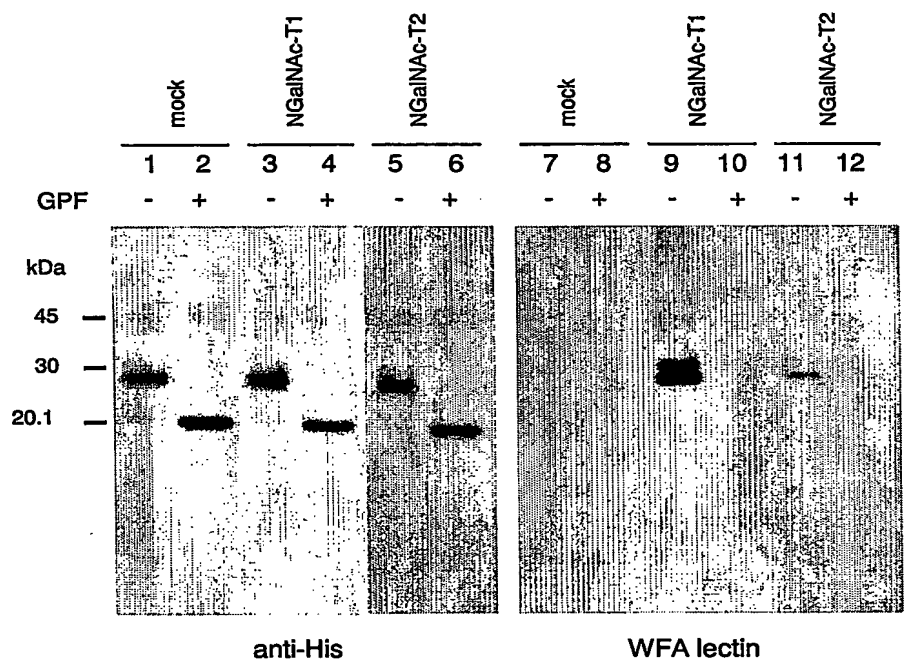 mock NGalNAc-T1 NGalNAc-T2 mock NGalNAc-T1 NGalNAc-T2
1 2 3 4 5 6 7 8 9 10 11 12
GPF - + - + - + - + - + - +
kDa
45
30
20.1
anti-His WFA lectin